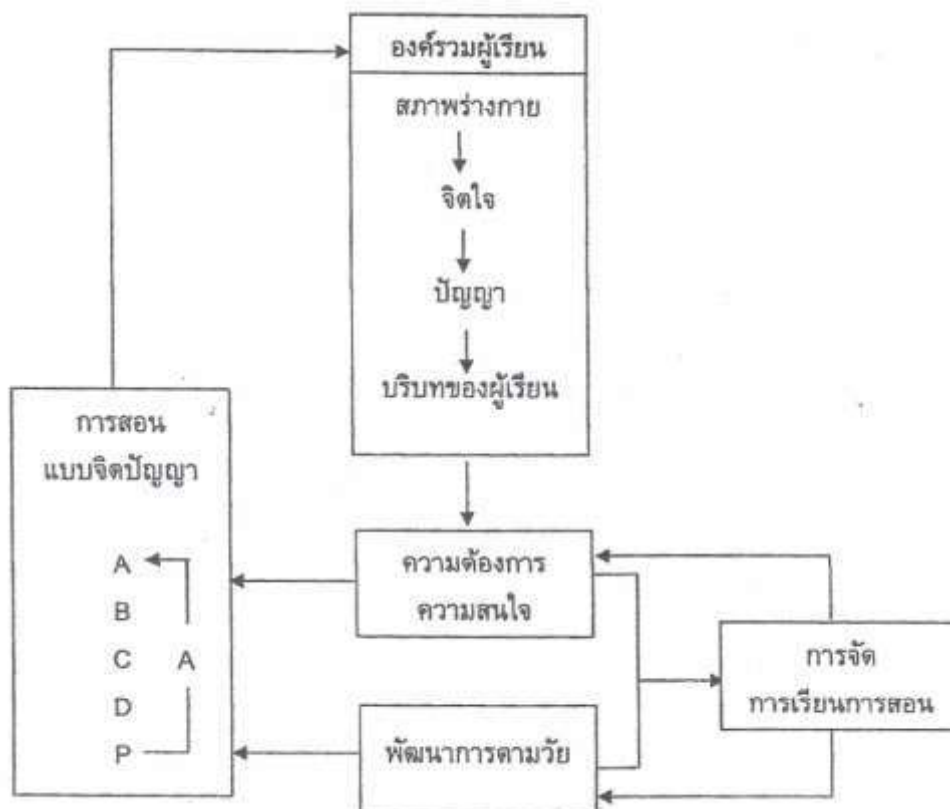 องค์รวมผู้เรียน
สภาพร่างกาย
จิตใจ
ปัญญา
บริบทของผู้เรียน
การสอน
แบบจิตปัญญา
A
B
C A
D
P
ความต้องการ
ความสนใจ
พัฒนาการตามวัย
การจัด
การเรียนการสอน